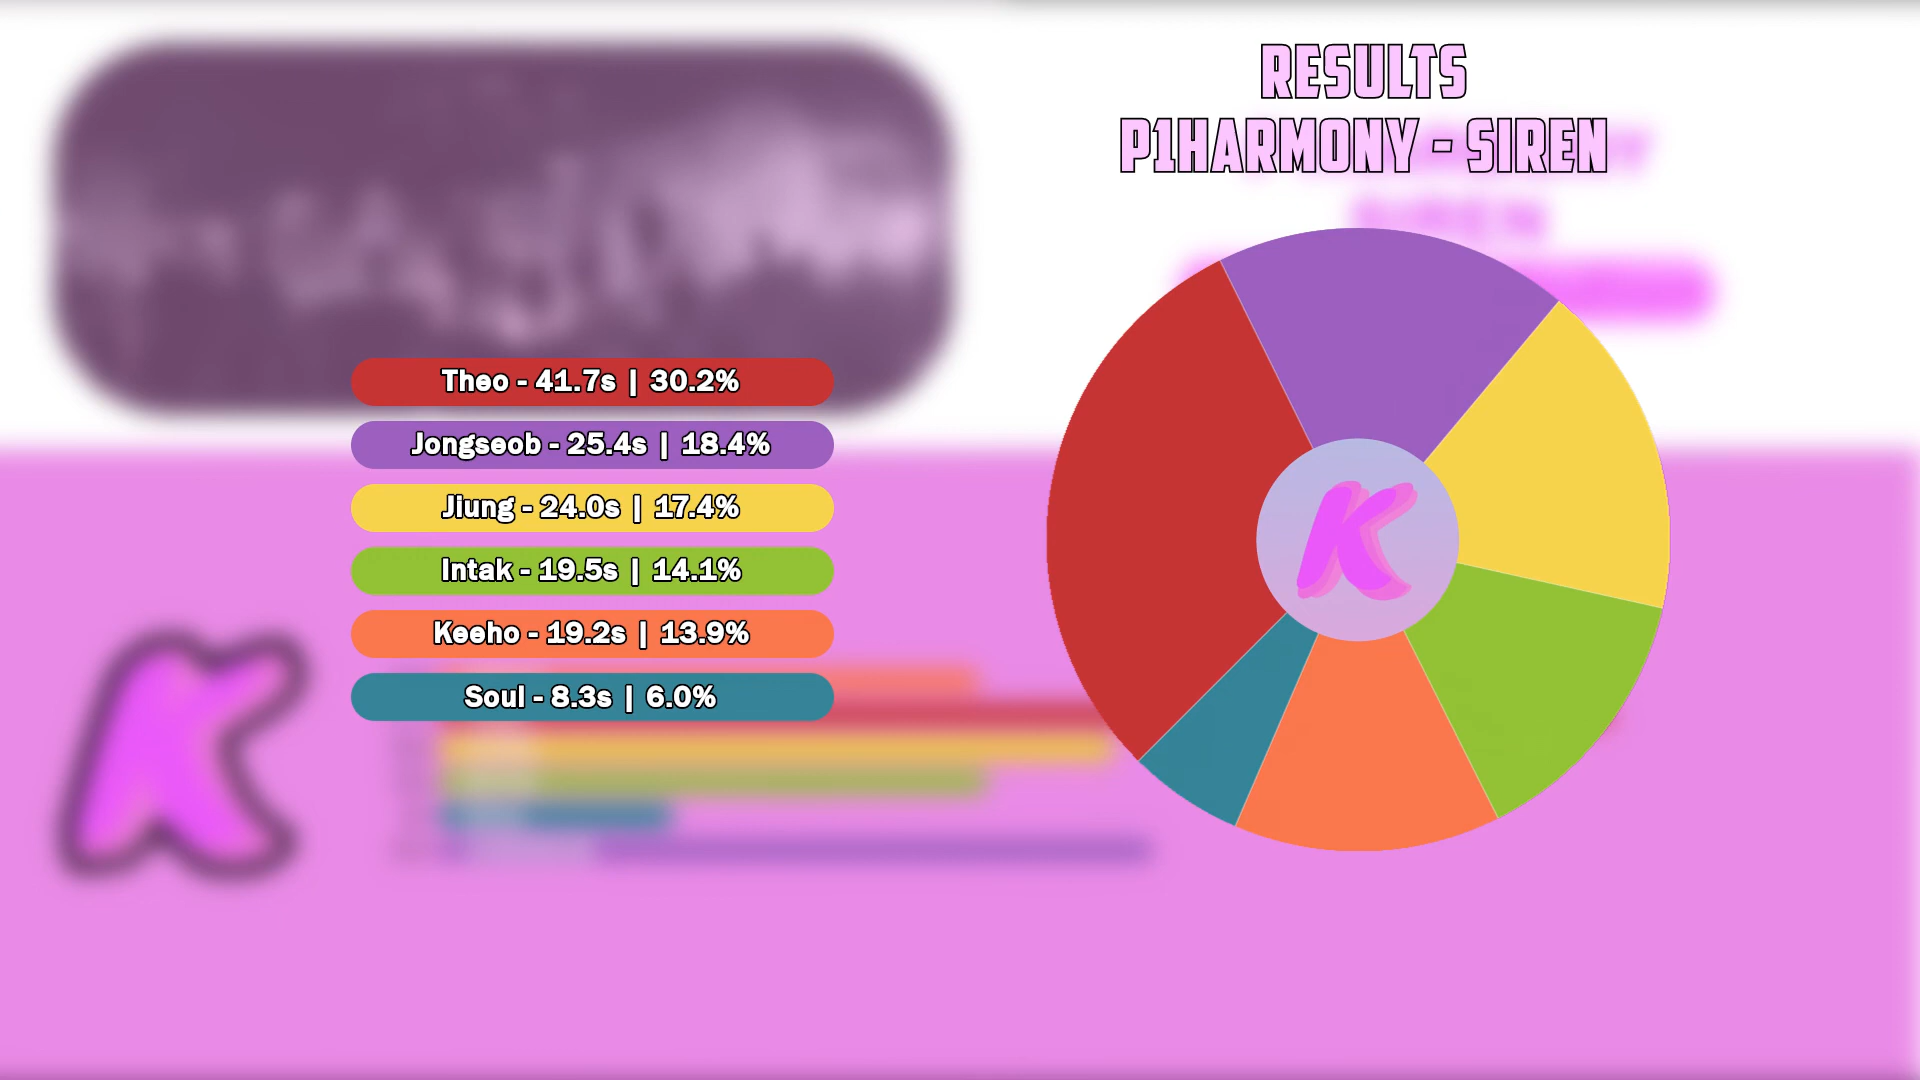 RESULTS
P1HARMONY - SIREN
Theo - 41.7s | 30.2%
Jongseob - 25.4s | 18.4%
Jiung - 24.0s | 17.4%
Intak - 19.5s | 14.1%
Keeho - 19.2s | 13.9%
Soul - 8.3s | 6.0%
K
K